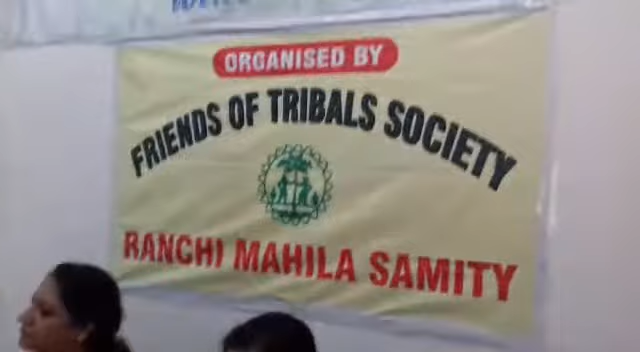 ORGANISED BY
FRIENDS OF TRIBALS SOCIETY
RANCHI MAHILA SAMITY